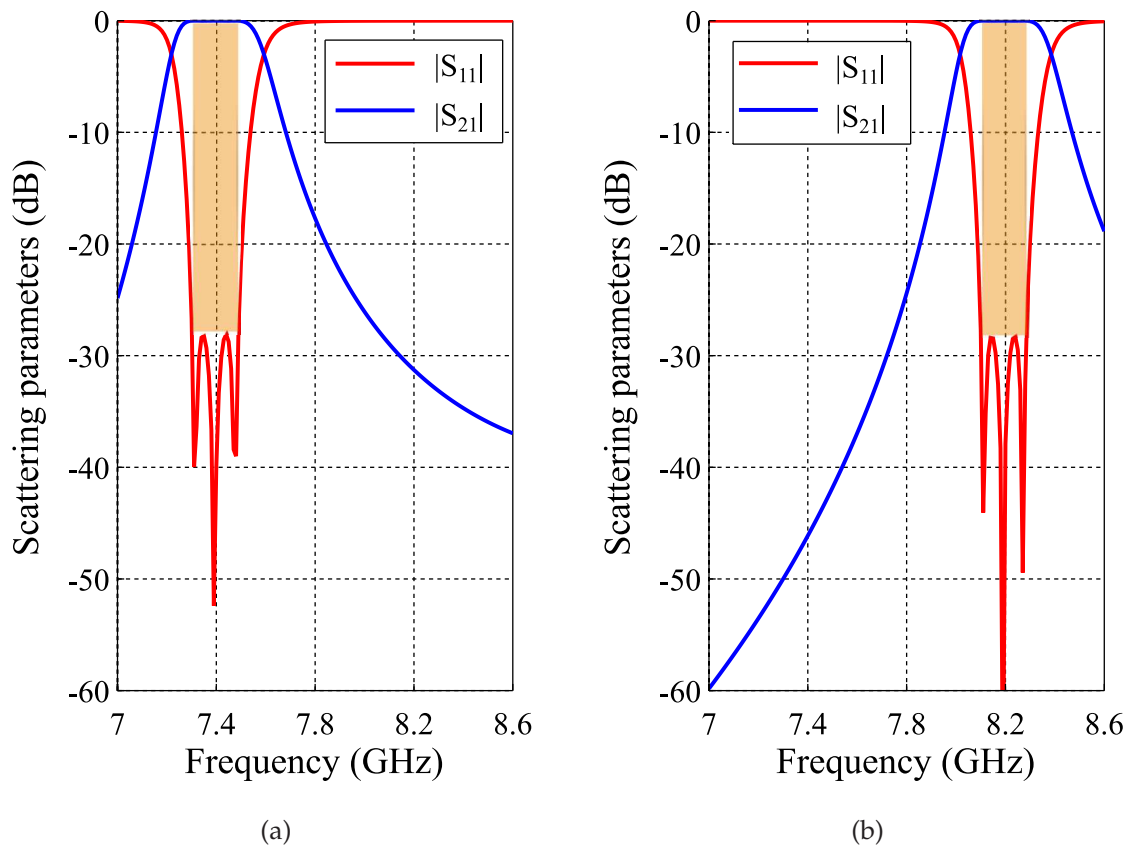 0
-10
-20
-30
-40
-50
-60
7
7.4
7.8
8.2
8.6
Scattering parameters (dB)
Frequency (GHz)
|S11|
|S21|
(a)
0
-10
-20
-30
-40
-50
-60
7
7.4
7.8
8.2
8.6
Scattering parameters (dB)
Frequency (GHz)
|S11|
|S21|
(b)